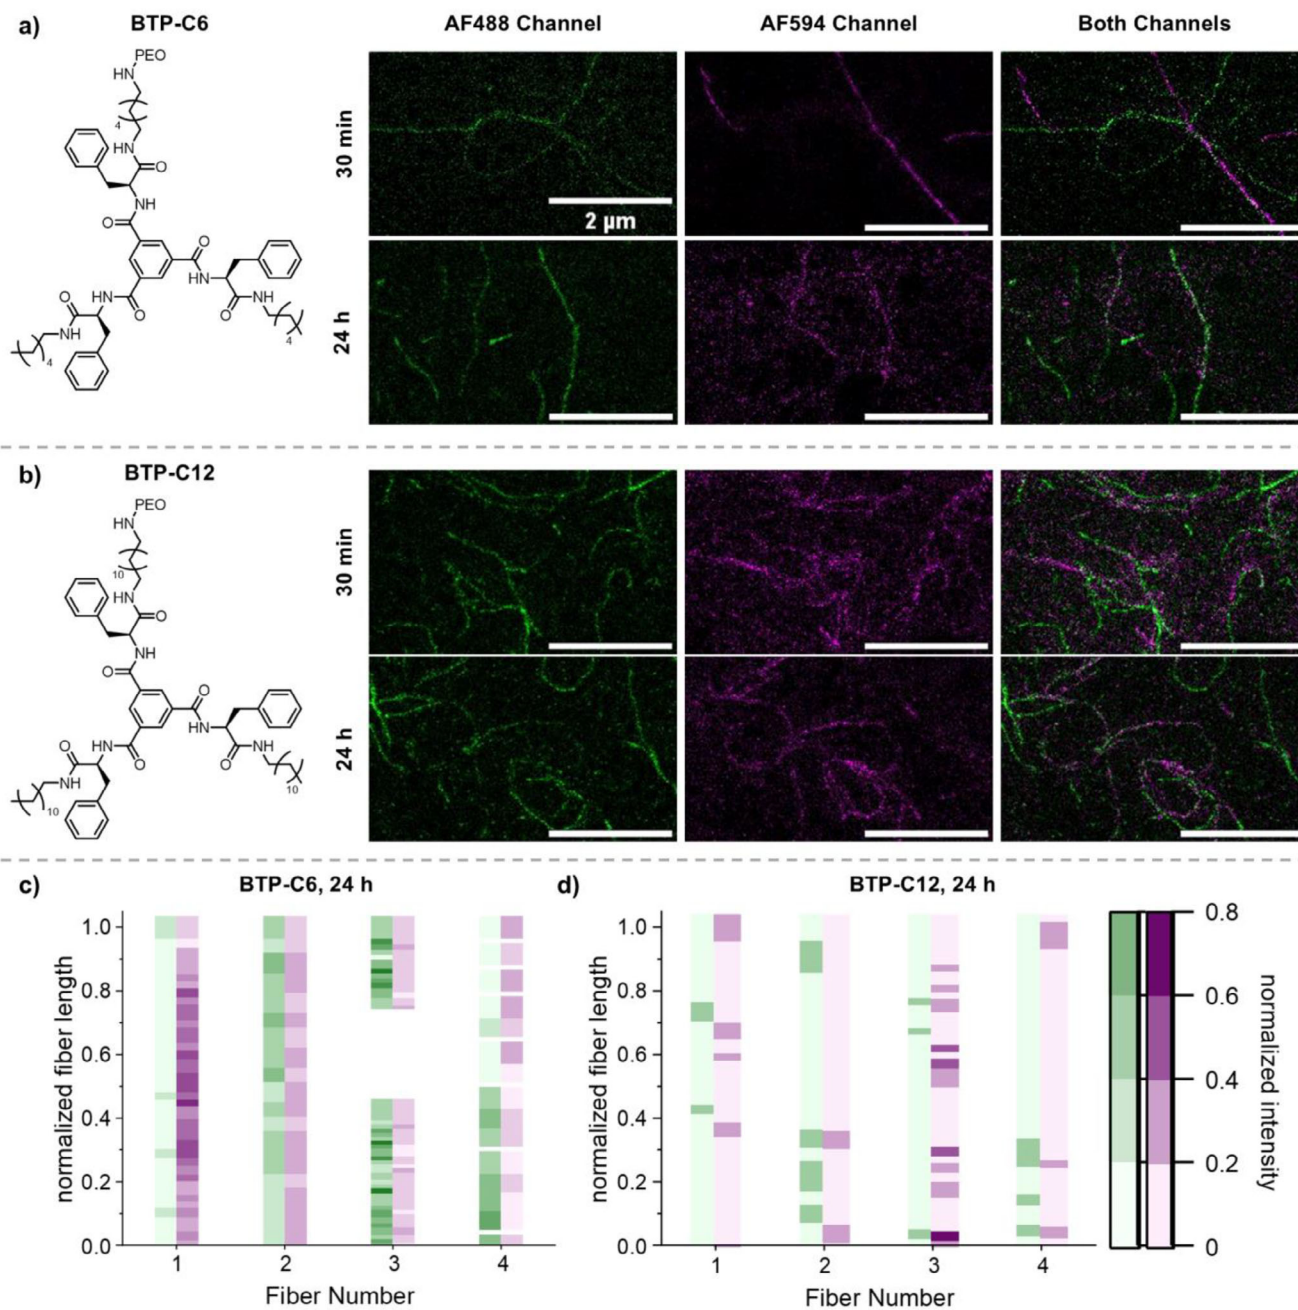 a)
BTP-C6
AF488 Channel
AF594 Channel
Both Channels
PEO
HN
4
HN
O
NH
O
O
NH
O
HN
4
O
HN
O
NH
4
30 min
2 µm
24 h
b)
BTP-C12
PEO
HN
10
HN
O
NH
O
O
NH
O
HN
10
O
HN
O
NH
10
30 min
24 h
c)
BTP-C6, 24 h
normalized fiber length
1.0
0.8
0.6
0.4
0.2
0.0
1 2 3 4
Fiber Number
d)
BTP-C12, 24 h
normalized fiber length
1.0
0.8
0.6
0.4
0.2
0.0
1 2 3 4
Fiber Number
0.8
0.6
0.4
0.2
0
normalized intensity